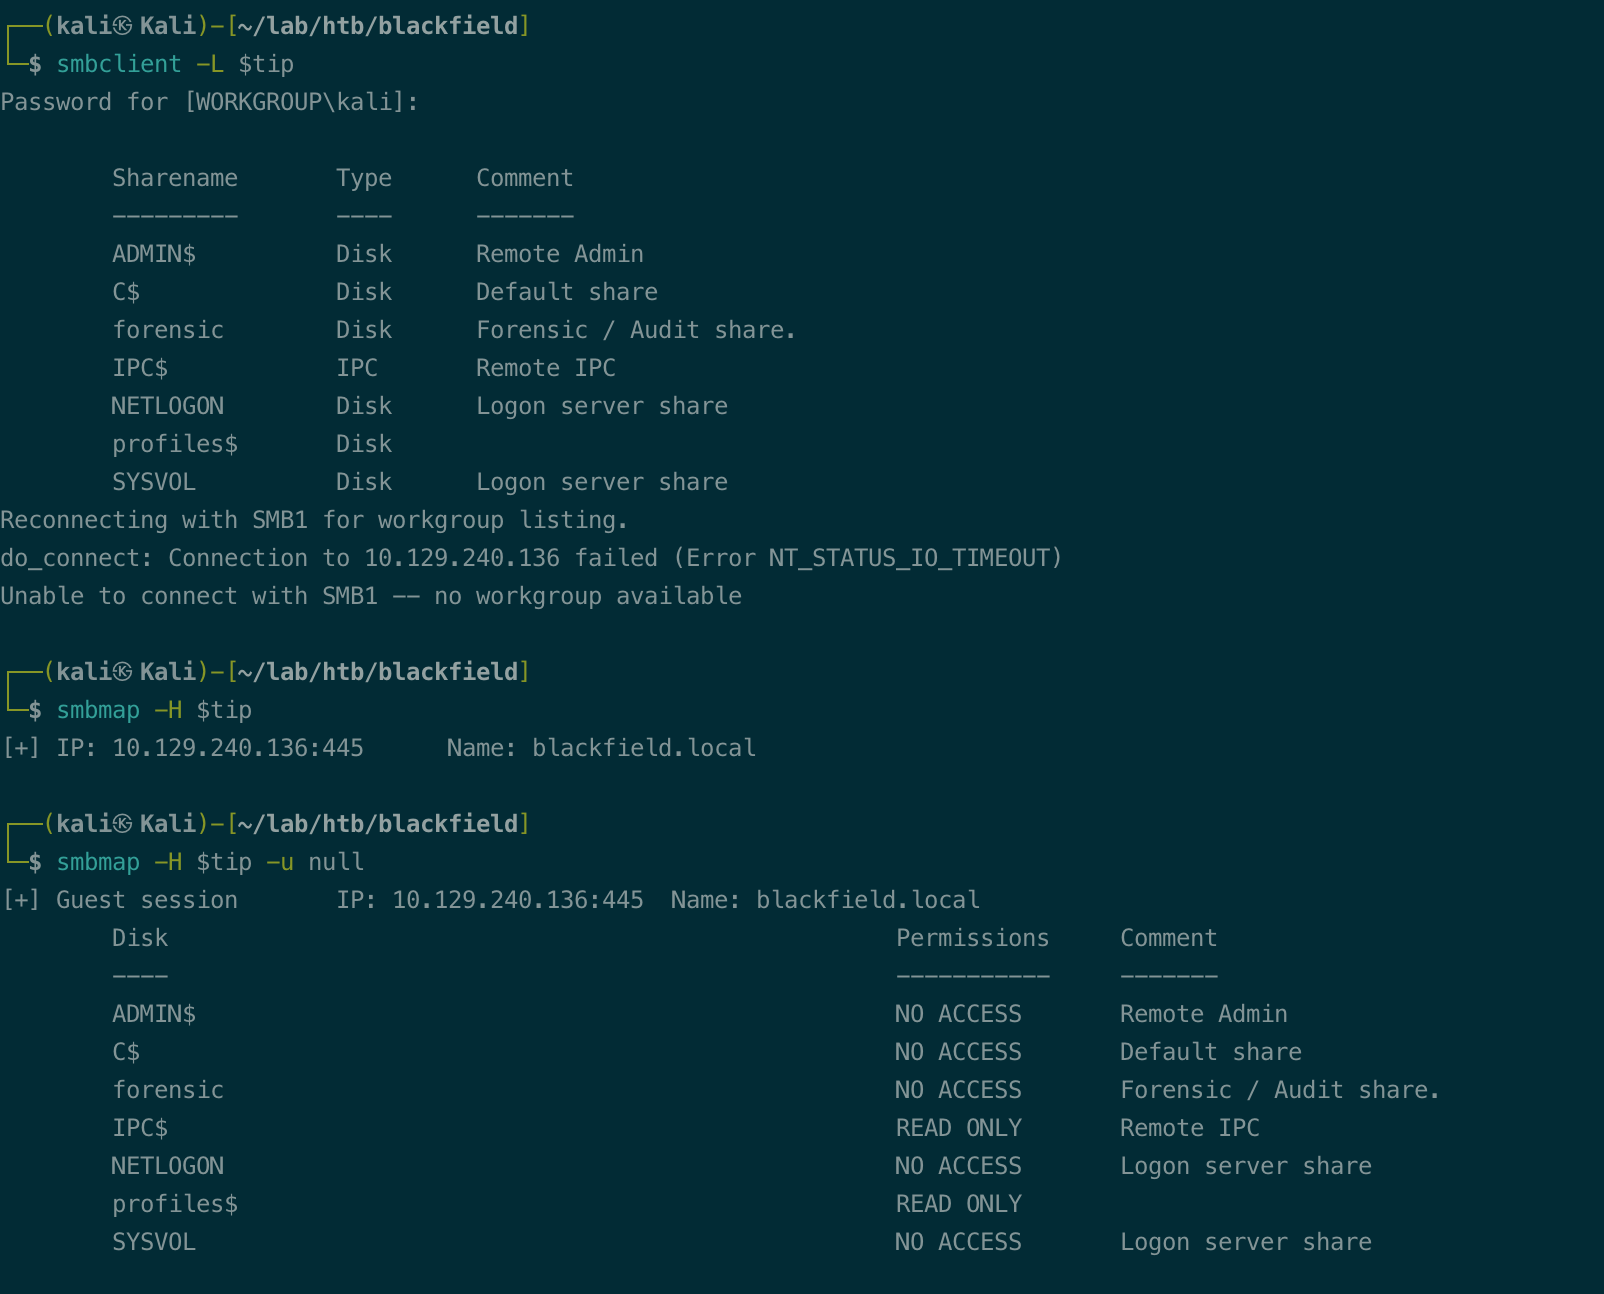 ┌──(kali㉿Kali)-[~/lab/htb/blackfield]
└─$ smbclient -L $tip
Password for [WORKGROUP\kali]:

        Sharename       Type      Comment
        ---------       ----      -------
        ADMIN$          Disk      Remote Admin
        C$              Disk      Default share
        forensic        Disk      Forensic / Audit share.
        IPC$            IPC       Remote IPC
        NETLOGON        Disk      Logon server share
        profiles$       Disk
        SYSVOL          Disk      Logon server share
Reconnecting with SMB1 for workgroup listing.
do_connect: Connection to 10.129.240.136 failed (Error NT_STATUS_IO_TIMEOUT)
Unable to connect with SMB1 -- no workgroup available

┌──(kali㉿Kali)-[~/lab/htb/blackfield]
└─$ smbmap -H $tip
[+] IP: 10.129.240.136:445      Name: blackfield.local

┌──(kali㉿Kali)-[~/lab/htb/blackfield]
└─$ smbmap -H $tip -u null
[+] Guest session       IP: 10.129.240.136:445  Name: blackfield.local
        Disk                                                    Permissions     Comment
        ----                                                    -----------     -------
        ADMIN$                                                  NO ACCESS       Remote Admin
        C$                                                      NO ACCESS       Default share
        forensic                                                NO ACCESS       Forensic / Audit share.
        IPC$                                                    READ ONLY       Remote IPC
        NETLOGON                                                NO ACCESS       Logon server share
        profiles$                                               READ ONLY
        SYSVOL                                                  NO ACCESS       Logon server share